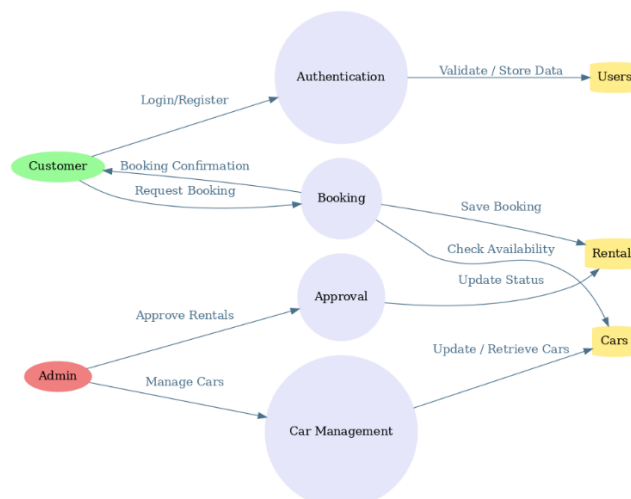 Authentication
Validate / Store Data
Users
Login/Register
Customer
Booking Confirmation
Request Booking
Booking
Save Booking
Check Availability
Rental
Update Status
Approval
Approve Rentals
Cars
Update / Retrieve Cars
Admin
Manage Cars
Car Management